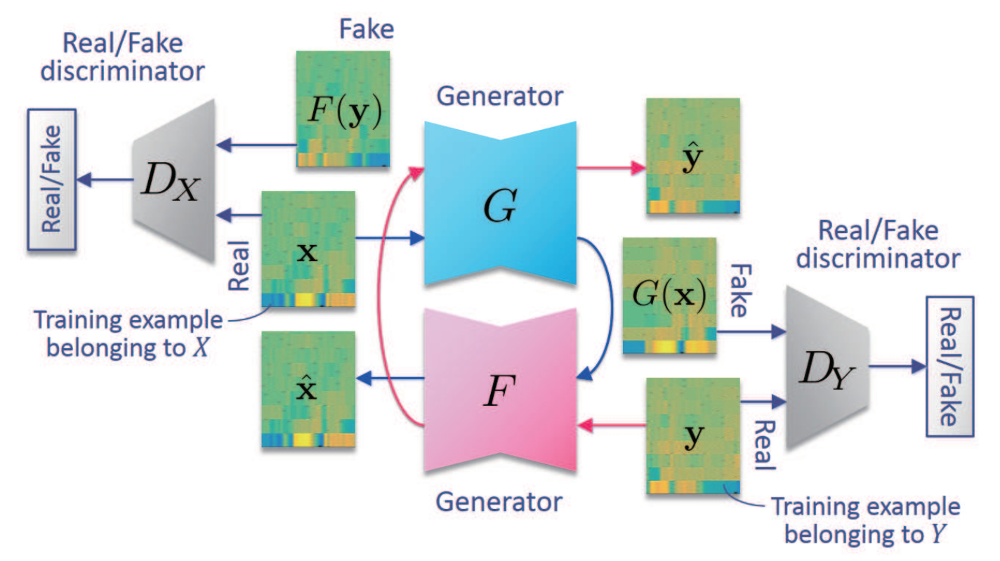 Fake
Real/Fake
discriminator
F(y)
Generator
Real/Fake
D_X
ŷ
G
x
Real
Real/Fake
discriminator
G(x)
Fake
Training example
belonging to X
Real/Fake
D_Y
x̂
F
y
Real
Generator
Training example
belonging to Y